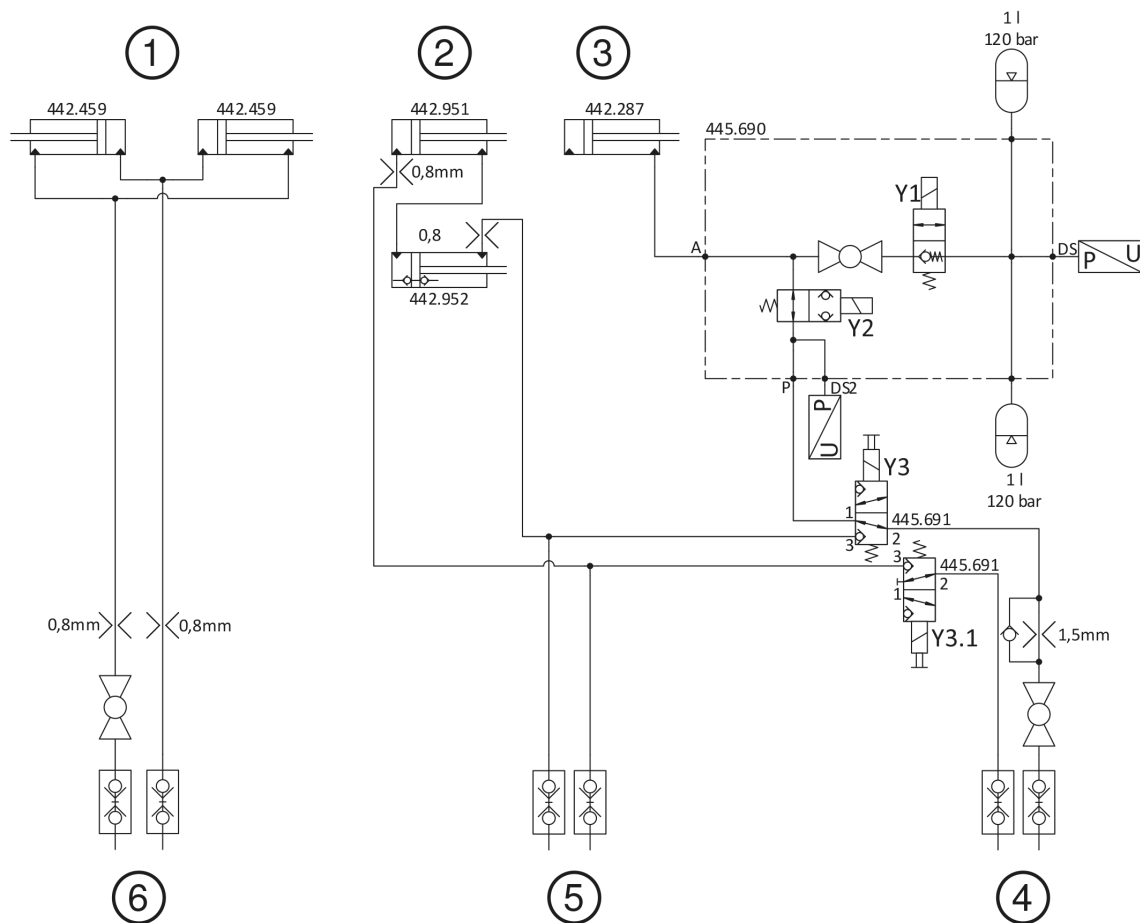 1 l
120 bar
1
2
3
442.459
442.459
442.951
442.287
445.690
0,8mm
Y1
0,8
A
DS
P
U
442.952
Y2
P
DS2
P
U
Y3
1 l
120 bar
1
445.691
3
2
3
445.691
1
2
0,8mm
0,8mm
Y3.1
1,5mm
6
5
4